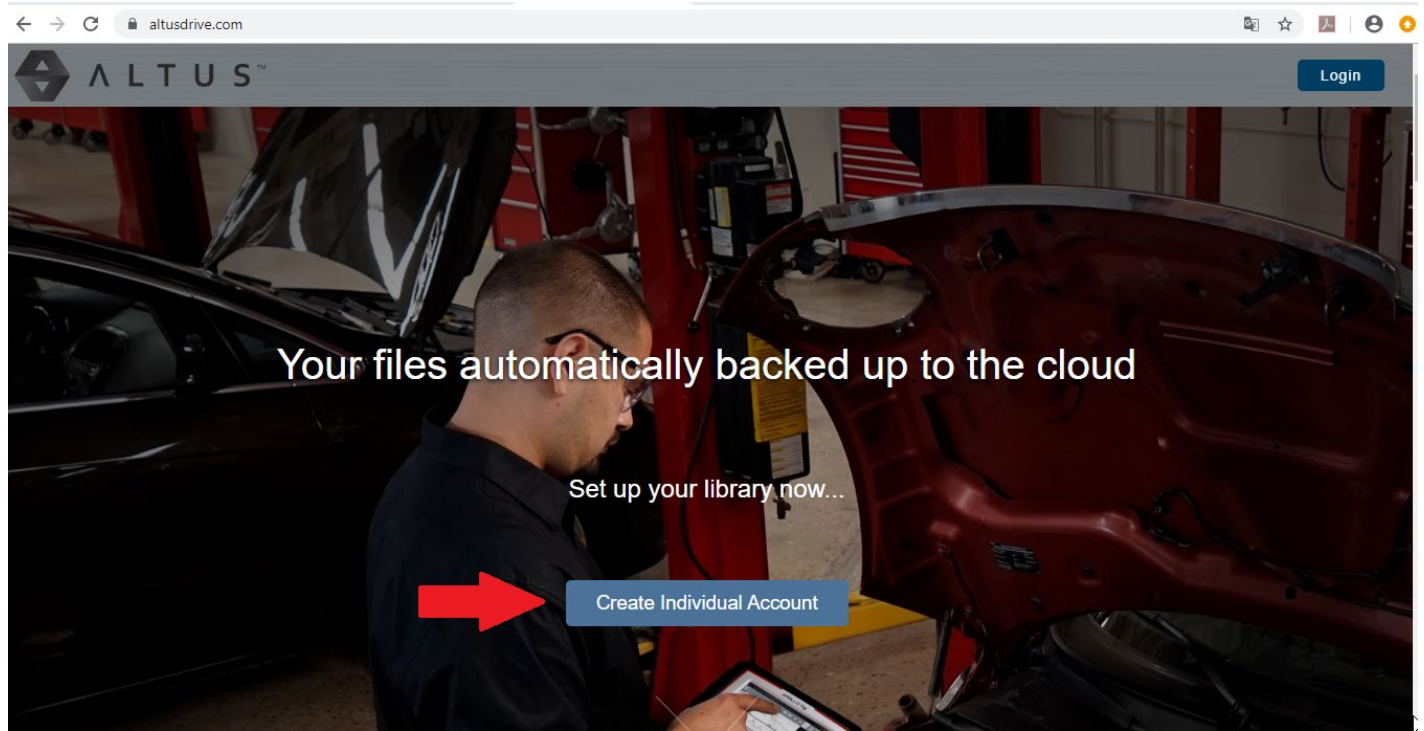 altusdrive.com
ALTUS™
Login
Your files automatically backed up to the cloud
Set up your library now...
Create Individual Account